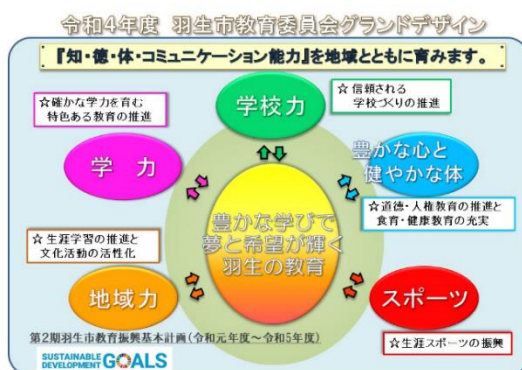 令和4年度 羽生市教育委員会グランドデザイン
『知・徳・体・コミュニケーション能力』を地域とともに育みます。
☆確かな学力を育む
特色ある教育の推進
学校力
☆信頼される
学校づくりの推進
学 力
豊かな心と
健やかな体
豊かな学びで
夢と希望が輝く
羽生の教育
☆道徳・人権教育の推進と
食育・健康教育の充実
☆生涯学習の推進と
文化活動の活性化
地域力
スポーツ
第2期羽生市教育振興基本計画(令和元年度～令和5年度)
☆生涯スポーツの振興
SUSTAINABLE
DEVELOPMENT GOALS